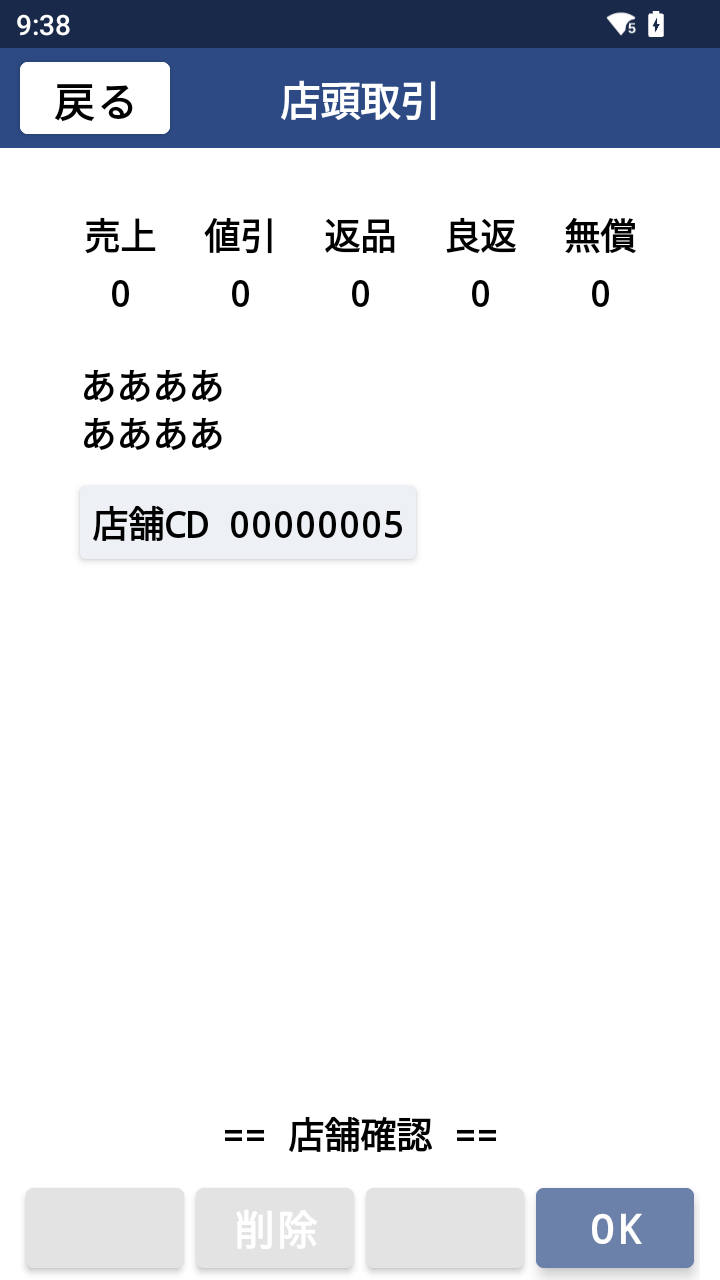 9:38
戻る 店頭取引
売上 値引 返品 良返 無償
0 0 0 0 0
ああああ
ああああ
店舗CD 00000005
== 店舗確認 ==
削除 OK